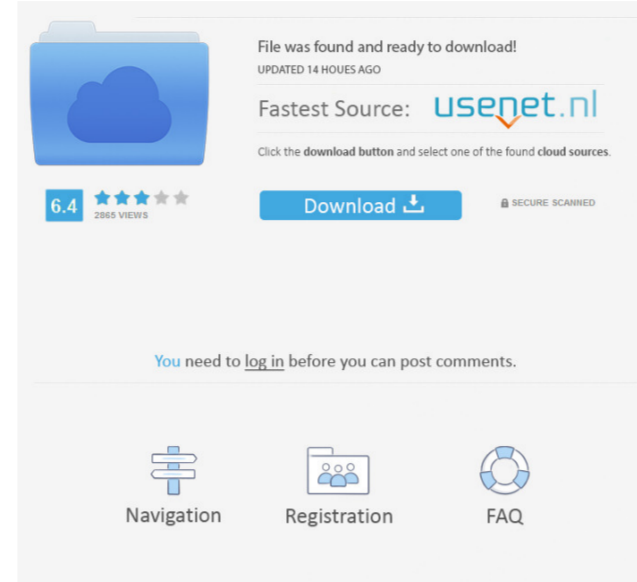 File was found and ready to download!
UPDATED 14 HOUES AGO
Fastest Source: usenet.nl
Click the download button and select one of the found cloud sources.
6.4
2865 VIEWS
Download
SECURE SCANNED
You need to log in before you can post comments.
Navigation
Registration
FAQ